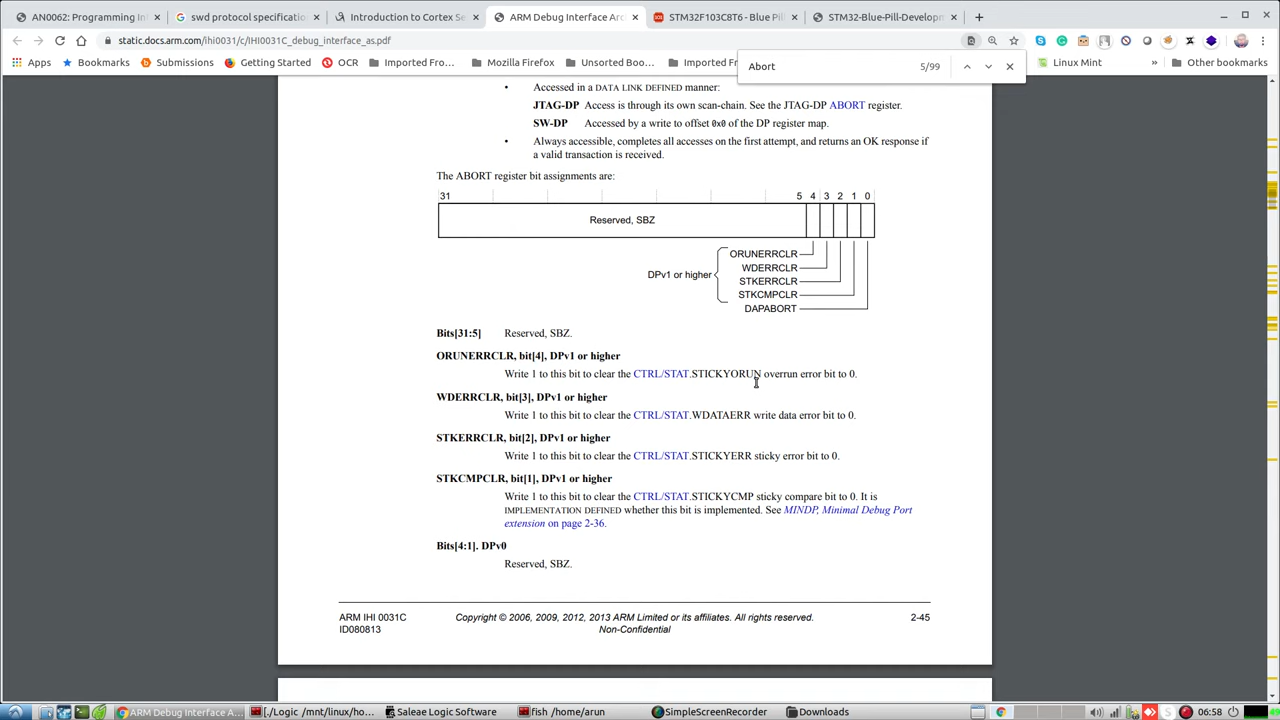 AN0062: Programming In
swd protocol specificatio
Introduction to Cortex Se
ARM Debug Interface Arc
STM32F103C8T6 - Blue Pill
STM32-Blue-Pill-Developm
static.docs.arm.com/ihi0031/c/IHI0031C_debug_interface_as.pdf
Apps
Bookmarks
Submissions
Getting Started
OCR
Imported Fro...
Mozilla Firefox
Unsorted Boo...
Imported Fr
Linux Mint
»
Other bookmarks
Abort
5/99
• Accessed in a DATA LINK DEFINED manner:
JTAG-DP Access is through its own scan-chain. See the JTAG-DP ABORT register.
SW-DP Accessed by a write to offset 0x0 of the DP register map.
• Always accessible, completes all accesses on the first attempt, and returns an OK response if
a valid transaction is received.
The ABORT register bit assignments are:
31 5 4 3 2 1 0
Reserved, SBZ
ORUNERRCLR
WDERRCLR
DPv1 or higher
STKERRCLR
STKCMPCLR
DAPABORT
Bits[31:5] Reserved, SBZ.
ORUNERRCLR, bit[4], DPv1 or higher
Write 1 to this bit to clear the CTRL/STAT.STICKYORUN overrun error bit to 0.
WDERRCLR, bit[3], DPv1 or higher
Write 1 to this bit to clear the CTRL/STAT.WDATAERR write data error bit to 0.
STKERRCLR, bit[2], DPv1 or higher
Write 1 to this bit to clear the CTRL/STAT.STICKYERR sticky error bit to 0.
STKCMPCLR, bit[1], DPv1 or higher
Write 1 to this bit to clear the CTRL/STAT.STICKYCMP sticky compare bit to 0. It is
IMPLEMENTATION DEFINED whether this bit is implemented. See MINDP, Minimal Debug Port
extension on page 2-36.
Bits[4:1]. DPv0
Reserved, SBZ.
ARM IHI 0031C Copyright © 2006, 2009, 2012, 2013 ARM Limited or its affiliates. All rights reserved. 2-45
ID080813 Non-Confidential
ARM Debug Interface A
[./Logic /mnt/linux/ho...
Saleae Logic Software
fish /home/arun
SimpleScreenRecorder
Downloads
06:58